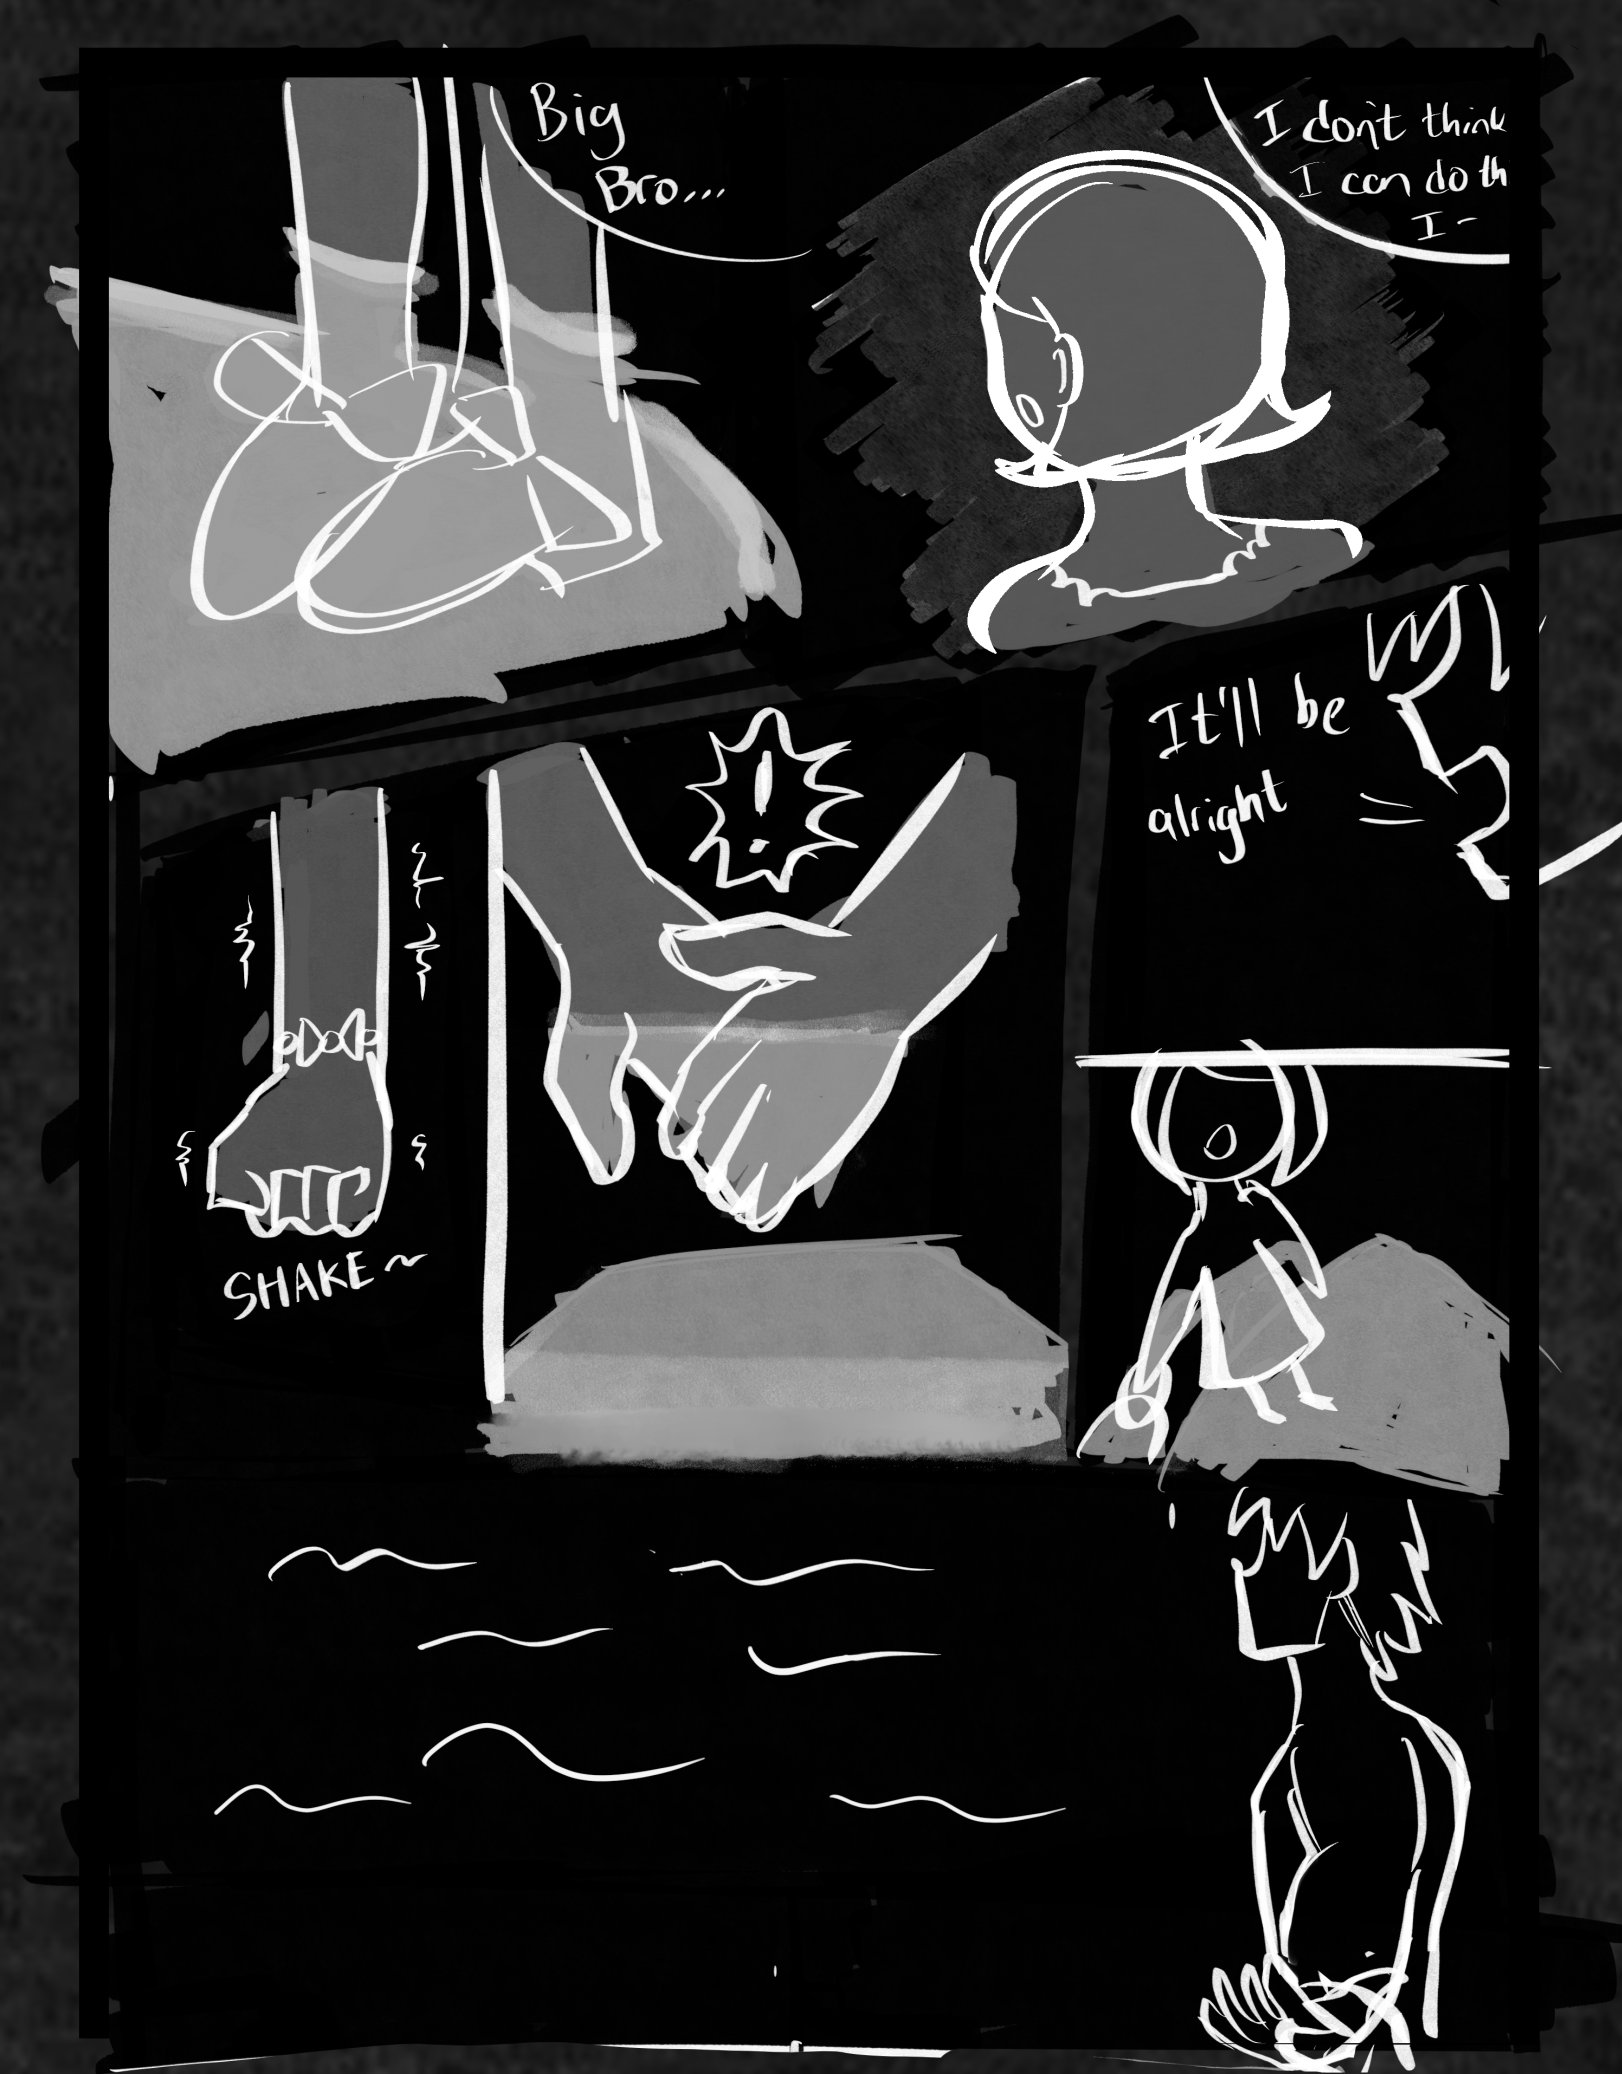 Big
Bro...
I don't think
I can do th
I-
It'll be
alright
!
SHAKE~